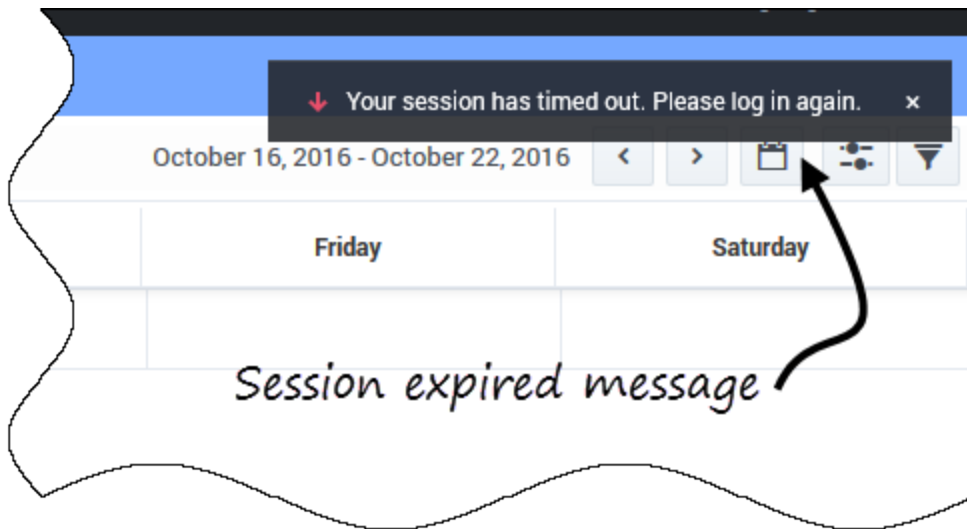 Your session has timed out. Please log in again. ×
October 16, 2016 - October 22, 2016
Friday Saturday
Session expired message